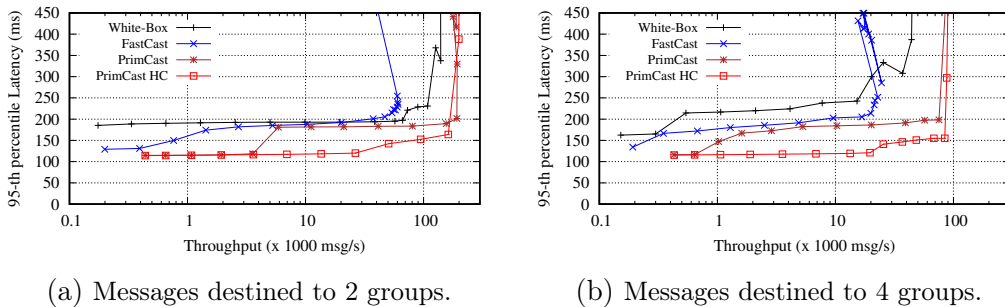 95-th percentile Latency (ms)
450
400
350
300
250
200
150
100
50
0
0.1
1
10
100
Throughput (x 1000 msg/s)
White-Box
FastCast
PrimCast
PrimCast HC
(a) Messages destined to 2 groups.
95-th percentile Latency (ms)
450
400
350
300
250
200
150
100
50
0
0.1
1
10
100
Throughput (x 1000 msg/s)
White-Box
FastCast
PrimCast
PrimCast HC
(b) Messages destined to 4 groups.